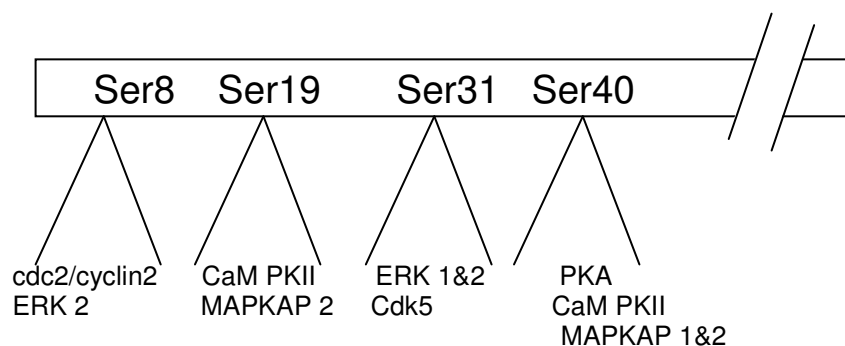 Ser8 Ser19 Ser31 Ser40
cdc2/cyclin2
ERK 2
CaM PKII
MAPKAP 2
ERK 1&2
Cdk5
PKA
CaM PKII
MAPKAP 1&2